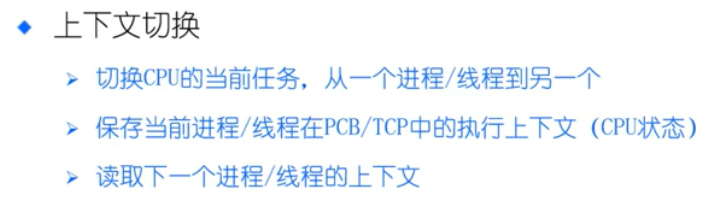 上下文切换
切换CPU的当前任务，从一个进程/线程到另一个
保存当前进程/线程在PCB/TCP中的执行上下文（CPU状态）
读取下一个进程/线程的上下文